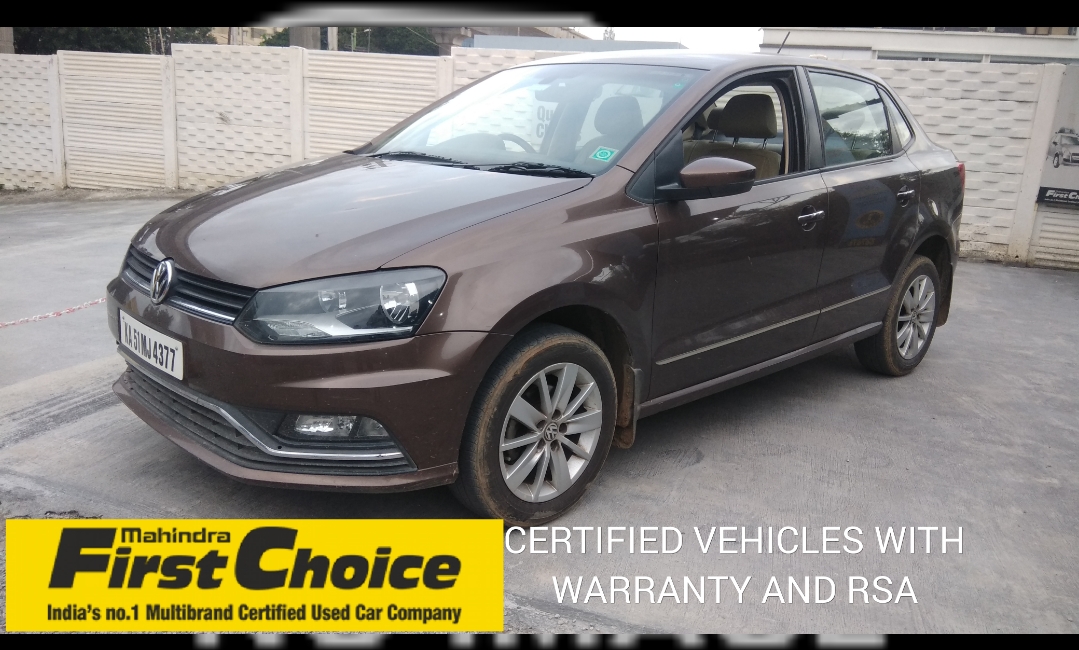 KA 51 MJ 4377
Mahindra
First Choice
India's no.1 Multibrand Certified Used Car Company
CERTIFIED VEHICLES WITH
WARRANTY AND RSA